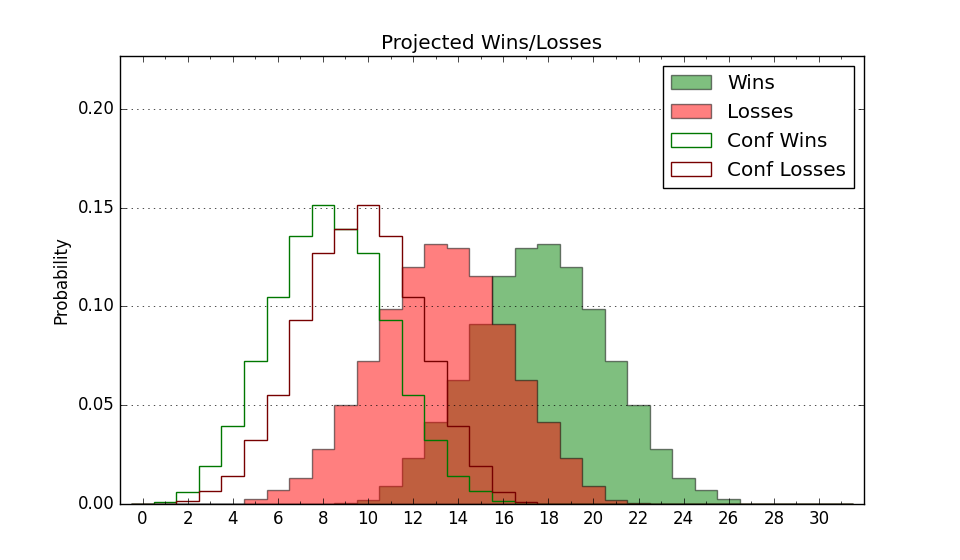 Projected Wins/Losses
Wins
Losses
Conf Wins
Conf Losses
Probability
0.20
0.15
0.10
0.05
0.00
0 2 4 6 8 10 12 14 16 18 20 22 24 26 28 30